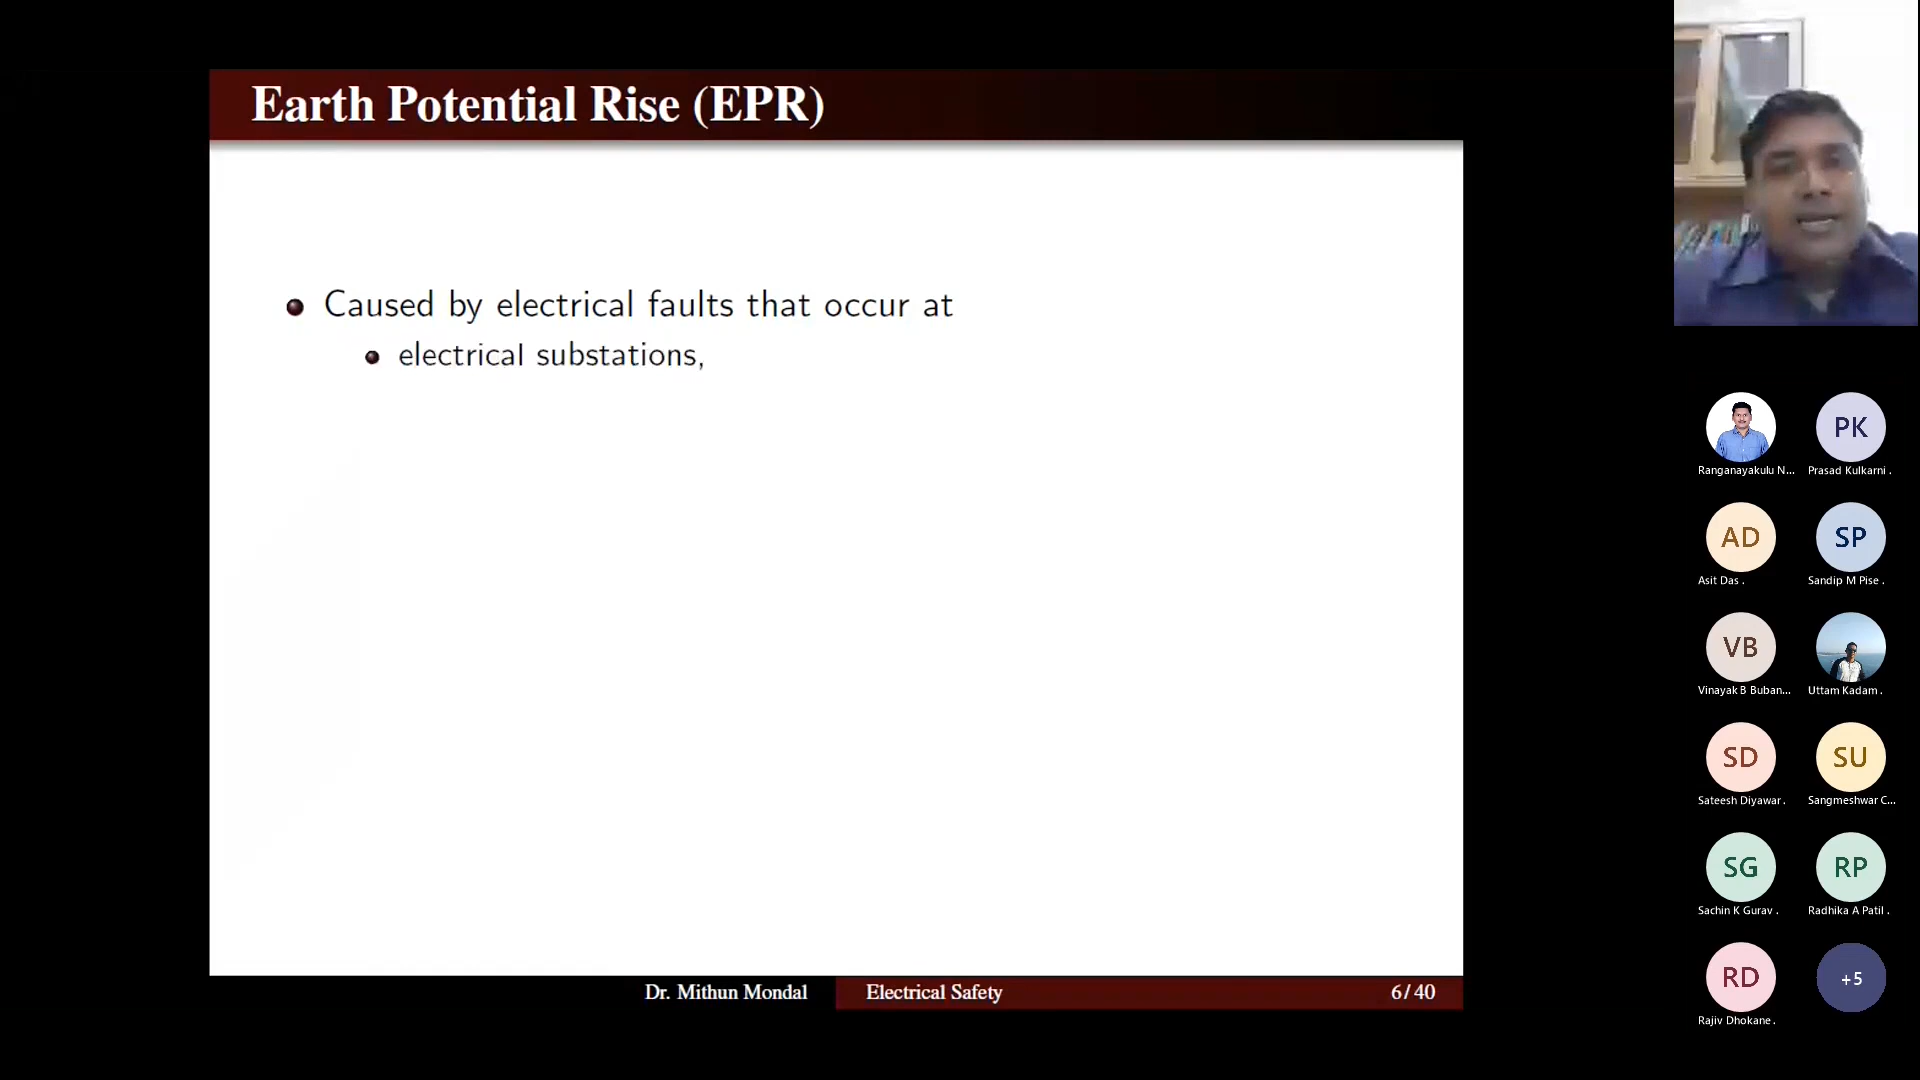 Earth Potential Rise (EPR)
Caused by electrical faults that occur at
electrical substations,
Dr. Mithun Mondal
Electrical Safety
6/40
PK
Ranganayakulu N...
Prasad Kulkarni .
AD
SP
Asit Das .
Sandip M Pise .
VB
Vinayak B Buban...
Uttam Kadam .
SD
SU
Sateesh Diyawar .
Sangmeshwar C...
SG
RP
Sachin K Gurav .
Radhika A Patil .
RD
+5
Rajiv Dhokane .